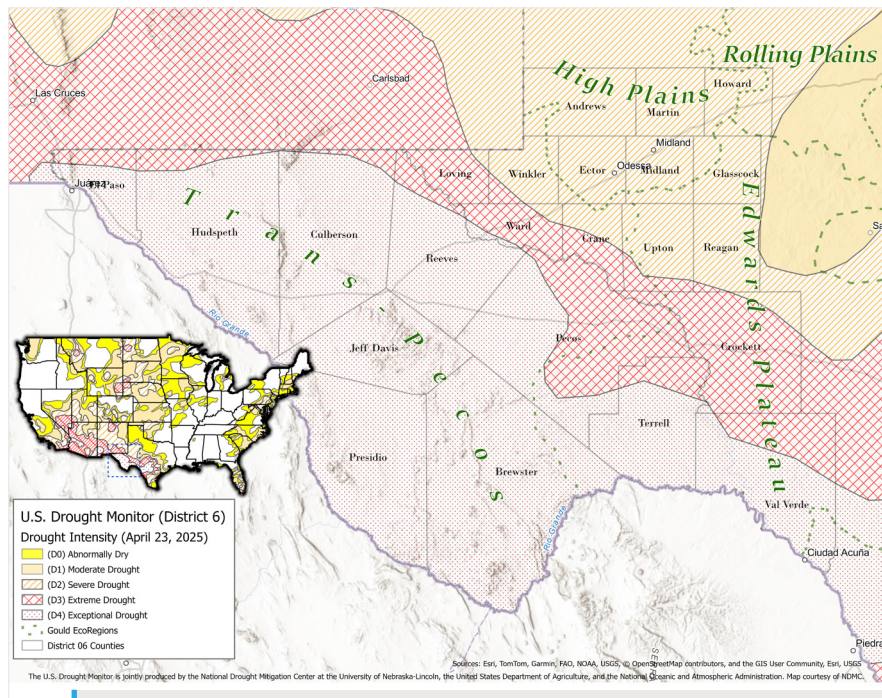 Rolling Plains
High Plains
Las Cruces
Carlsbad
Howard
Andrews
Martin
Midland
Odessa
Loving
Winkler
Ector
Midland
Glasscock
Juárez
El Paso
Trans-pecos
Edwards Plateau
Hudspeth
Culberson
Ward
Crane
Upton
Reagan
Reeves
Rio Grande
Jeff Davis
Pecos
Crockett
Terrell
Presidio
Brewster
Val Verde
Rio Grande
Ciudad Acuña
Piedra
U.S. Drought Monitor (District 6)
Drought Intensity (April 23, 2025)
(D0) Abnormally Dry
(D1) Moderate Drought
(D2) Severe Drought
(D3) Extreme Drought
(D4) Exceptional Drought
Gould EcoRegions
District 06 Counties
Sources: Esri, TomTom, Garmin, FAO, NOAA, USGS, © OpenStreetMap contributors, and the GIS User Community, Esri, USGS
The U.S. Drought Monitor is jointly produced by the National Drought Mitigation Center at the University of Nebraska-Lincoln, the United States Department of Agriculture, and the National Oceanic and Atmospheric Administration. Map courtesy of NDMC.